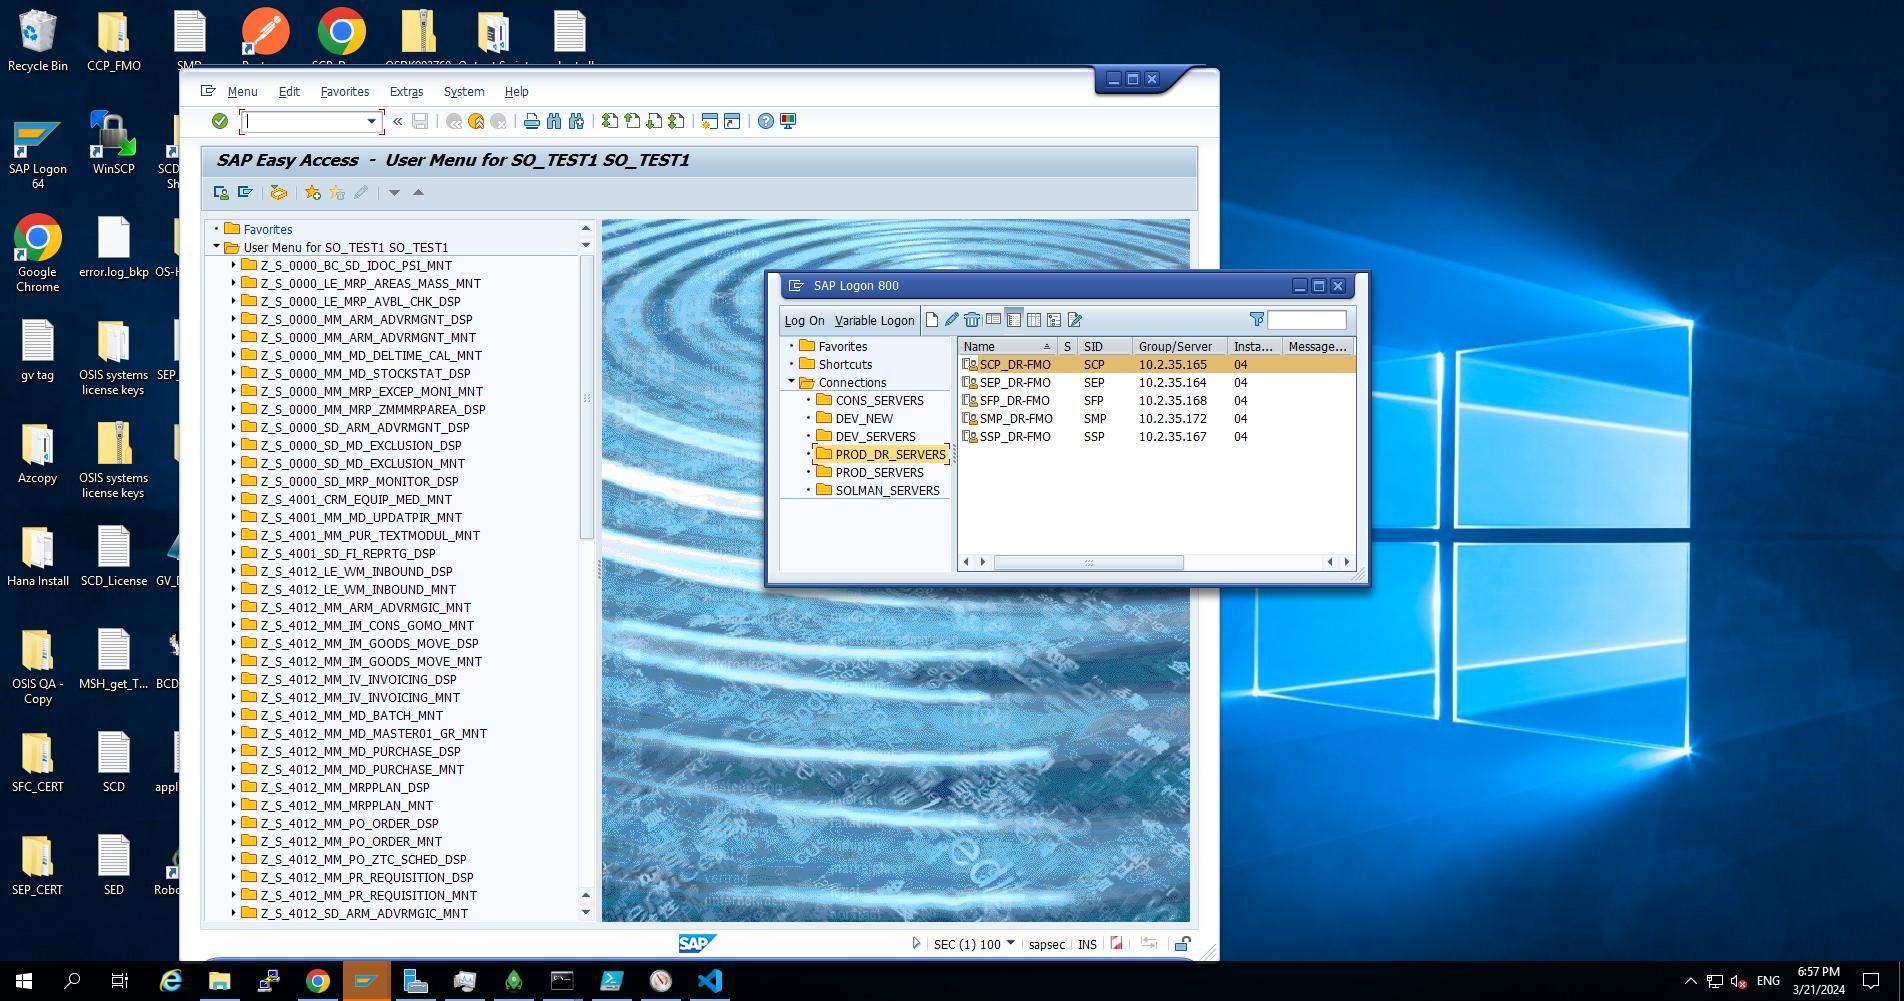 Recycle Bin
CCP_FMO
SAP Logon 64
WinSCP
Google Chrome
error.log_bkp
gv tag
OSIS systems license keys
Azcopy
OSIS systems license keys
Hana Install
SCD_License
OSIS QA - Copy
MSH_get_T...
SFC_CERT
SCD
SEP_CERT
SED
Menu Edit Favorites Extras System Help
SAP Easy Access - User Menu for SO_TEST1 SO_TEST1
Favorites
User Menu for SO_TEST1 SO_TEST1
Z_S_0000_BC_SD_IDOC_PSI_MNT
Z_S_0000_LE_MRP_AREAS_MASS_MNT
Z_S_0000_LE_MRP_AVBL_CHK_DSP
Z_S_0000_MM_ARM_ADVRMGNT_DSP
Z_S_0000_MM_ARM_ADVRMGNT_MNT
Z_S_0000_MM_MD_DELTIME_CAL_MNT
Z_S_0000_MM_MD_STOCKSTAT_DSP
Z_S_0000_MM_MRP_EXCEP_MONI_MNT
Z_S_0000_MM_MRP_ZMMMRPAREA_DSP
Z_S_0000_SD_ARM_ADVRMGNT_DSP
Z_S_0000_SD_MD_EXCLUSION_DSP
Z_S_0000_SD_MD_EXCLUSION_MNT
Z_S_0000_SD_MRP_MONITOR_DSP
Z_S_4001_CRM_EQUIP_MED_MNT
Z_S_4001_MM_MD_UPDATPIR_MNT
Z_S_4001_MM_PUR_TEXTMODUL_MNT
Z_S_4001_SD_FI_REPRTG_DSP
Z_S_4012_LE_WM_INBOUND_DSP
Z_S_4012_LE_WM_INBOUND_MNT
Z_S_4012_MM_ARM_ADVRMGIC_MNT
Z_S_4012_MM_IM_CONS_GOMO_MNT
Z_S_4012_MM_IM_GOODS_MOVE_DSP
Z_S_4012_MM_IM_GOODS_MOVE_MNT
Z_S_4012_MM_IV_INVOICING_DSP
Z_S_4012_MM_IV_INVOICING_MNT
Z_S_4012_MM_MD_BATCH_MNT
Z_S_4012_MM_MD_MASTER01_GR_MNT
Z_S_4012_MM_MD_PURCHASE_DSP
Z_S_4012_MM_MD_PURCHASE_MNT
Z_S_4012_MM_MRPPLAN_DSP
Z_S_4012_MM_MRPPLAN_MNT
Z_S_4012_MM_PO_ORDER_DSP
Z_S_4012_MM_PO_ORDER_MNT
Z_S_4012_MM_PO_ZTC_SCHED_DSP
Z_S_4012_MM_PR_REQUISITION_DSP
Z_S_4012_MM_PR_REQUISITION_MNT
Z_S_4012_SD_ARM_ADVRMGIC_MNT
SAP Logon 800
Log On Variable Logon
Favorites
Shortcuts
Connections
CONS_SERVERS
DEV_NEW
DEV_SERVERS
PROD_DR_SERVERS
PROD_SERVERS
SOLMAN_SERVERS
Name S SID Group/Server Insta... Message...
SCP_DR-FMO SCP 10.2.35.165 04
SEP_DR-FMO SEP 10.2.35.164 04
SFP_DR-FMO SFP 10.2.35.168 04
SMP_DR-FMO SMP 10.2.35.172 04
SSP_DR-FMO SSP 10.2.35.167 04
SAP
SEC (1) 100 sapsec INS
ENG
6:57 PM
3/21/2024